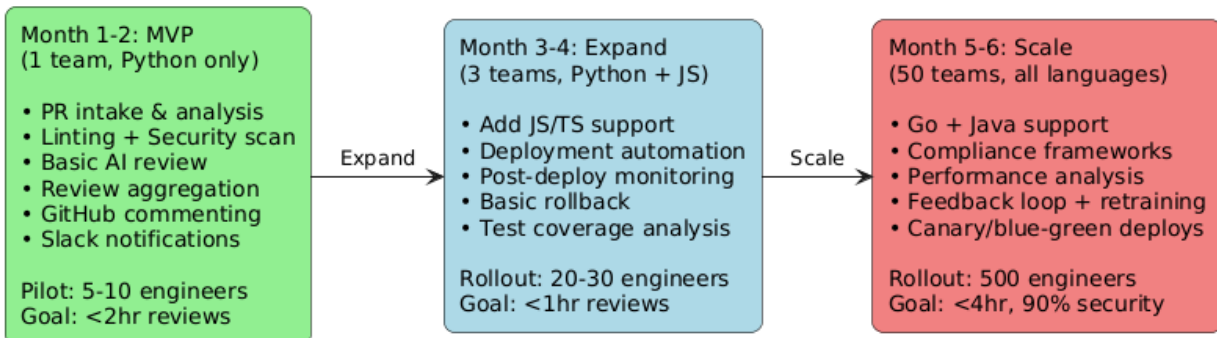 Month 1-2: MVP
(1 team, Python only)
• PR intake & analysis
• Linting + Security scan
• Basic AI review
• Review aggregation
• GitHub commenting
• Slack notifications
Pilot: 5-10 engineers
Goal: <2hr reviews
Expand
Month 3-4: Expand
(3 teams, Python + JS)
• Add JS/TS support
• Deployment automation
• Post-deploy monitoring
• Basic rollback
• Test coverage analysis
Rollout: 20-30 engineers
Goal: <1hr reviews
Scale
Month 5-6: Scale
(50 teams, all languages)
• Go + Java support
• Compliance frameworks
• Performance analysis
• Feedback loop + retraining
• Canary/blue-green deploys
Rollout: 500 engineers
Goal: <4hr, 90% security